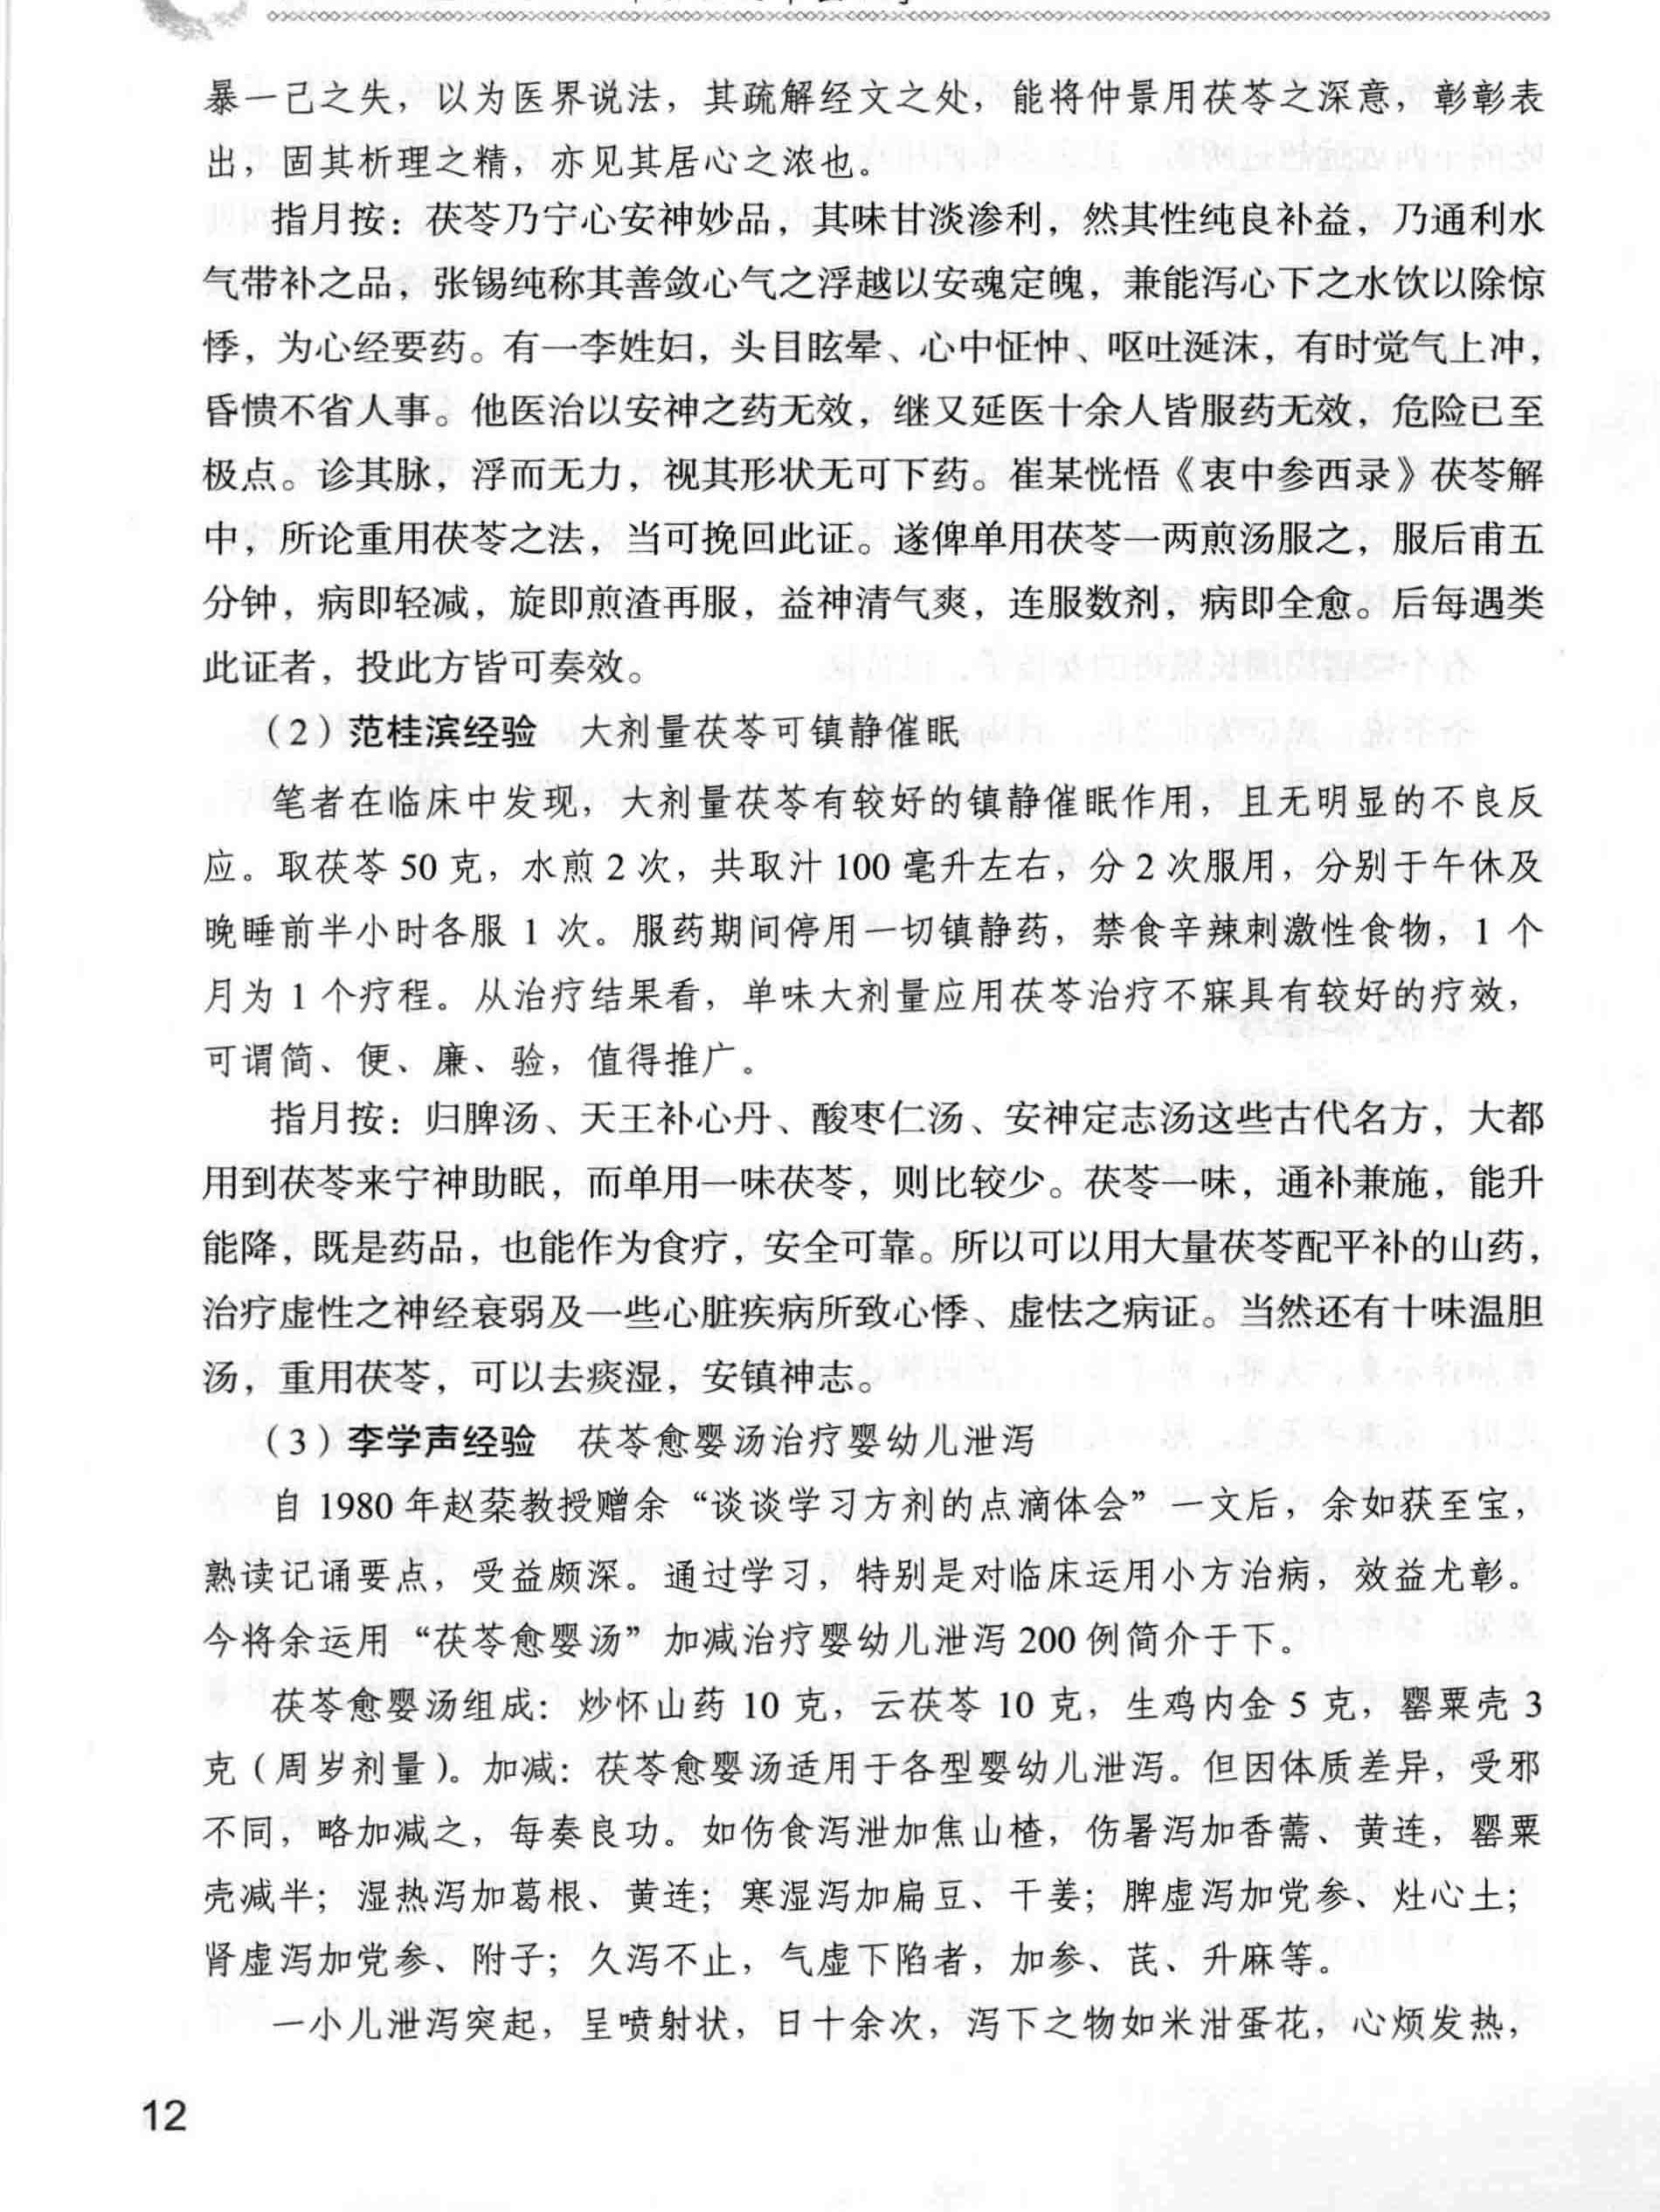 暴一己之失，以为医界说法，其疏解经文之处，能将仲景用茯苓之深意，彰彰表
出，固其析理之精，亦见其居心之浓也。
指月按：茯苓乃宁心安神妙品，其味甘淡渗利，然其性纯良补益，乃通利水
气带补之品，张锡纯称其善敛心气之浮越以安魂定魄，兼能泻心下之水饮以除惊
悸，为心经要药。有一李姓妇，头目眩晕、心中怔忡、呕吐涎沫，有时觉气上冲，
昏愦不省人事。他医治以安神之药无效，继又延医十余人皆服药无效，危险已至
极点。诊其脉，浮而无力，视其形状无可下药。崔某恍悟《衷中参西录》茯苓解
中，所论重用茯苓之法，当可挽回此证。遂俾单用茯苓一两煎汤服之，服后甫五
分钟，病即轻减，旋即煎渣再服，益神清气爽，连服数剂，病即全愈。后每遇类
此证者，投此方皆可奏效。
（2）范桂滨经验 大剂量茯苓可镇静催眠
笔者在临床中发现，大剂量茯苓有较好的镇静催眠作用，且无明显的不良反
应。取茯苓 50 克，水煎 2 次，共取汁 100 毫升左右，分 2 次服用，分别于午休及
晚睡前半小时各服 1 次。服药期间停用一切镇静药，禁食辛辣刺激性食物，1 个
月为 1 个疗程。从治疗结果看，单味大剂量应用茯苓治疗不寐具有较好的疗效，
可谓简、便、廉、验，值得推广。
指月按：归脾汤、天王补心丹、酸枣仁汤、安神定志汤这些古代名方，大都
用到茯苓来宁神助眠，而单用一味茯苓，则比较少。茯苓一味，通补兼施，能升
能降，既是药品，也能作为食疗，安全可靠。所以可以用大量茯苓配平补的山药，
治疗虚性之神经衰弱及一些心脏疾病所致心悸、虚怯之病证。当然还有十味温胆
汤，重用茯苓，可以去痰湿，安镇神志。
（3）李学声经验 茯苓愈婴汤治疗婴幼儿泄泻
自 1980 年赵棻教授赠余“谈谈学习方剂的点滴体会”一文后，余如获至宝，
熟读记诵要点，受益颇深。通过学习，特别是对临床运用小方治病，效益尤彰。
今将余运用“茯苓愈婴汤”加减治疗婴幼儿泄泻 200 例简介于下。
茯苓愈婴汤组成：炒怀山药 10 克，云茯苓 10 克，生鸡内金 5 克，罂粟壳 3
克（周岁剂量）。加减：茯苓愈婴汤适用于各型婴幼儿泄泻。但因体质差异，受邪
不同，略加减之，每奏良功。如伤食泻泄加焦山楂，伤暑泻加香薷、黄连，罂粟
壳减半；湿热泻加葛根、黄连；寒湿泻加扁豆、干姜；脾虚泻加党参、灶心土；
肾虚泻加党参、附子；久泻不止，气虚下陷者，加参、芪、升麻等。
一小儿泄泻突起，呈喷射状，日十余次，泻下之物如米泔蛋花，心烦发热，
12